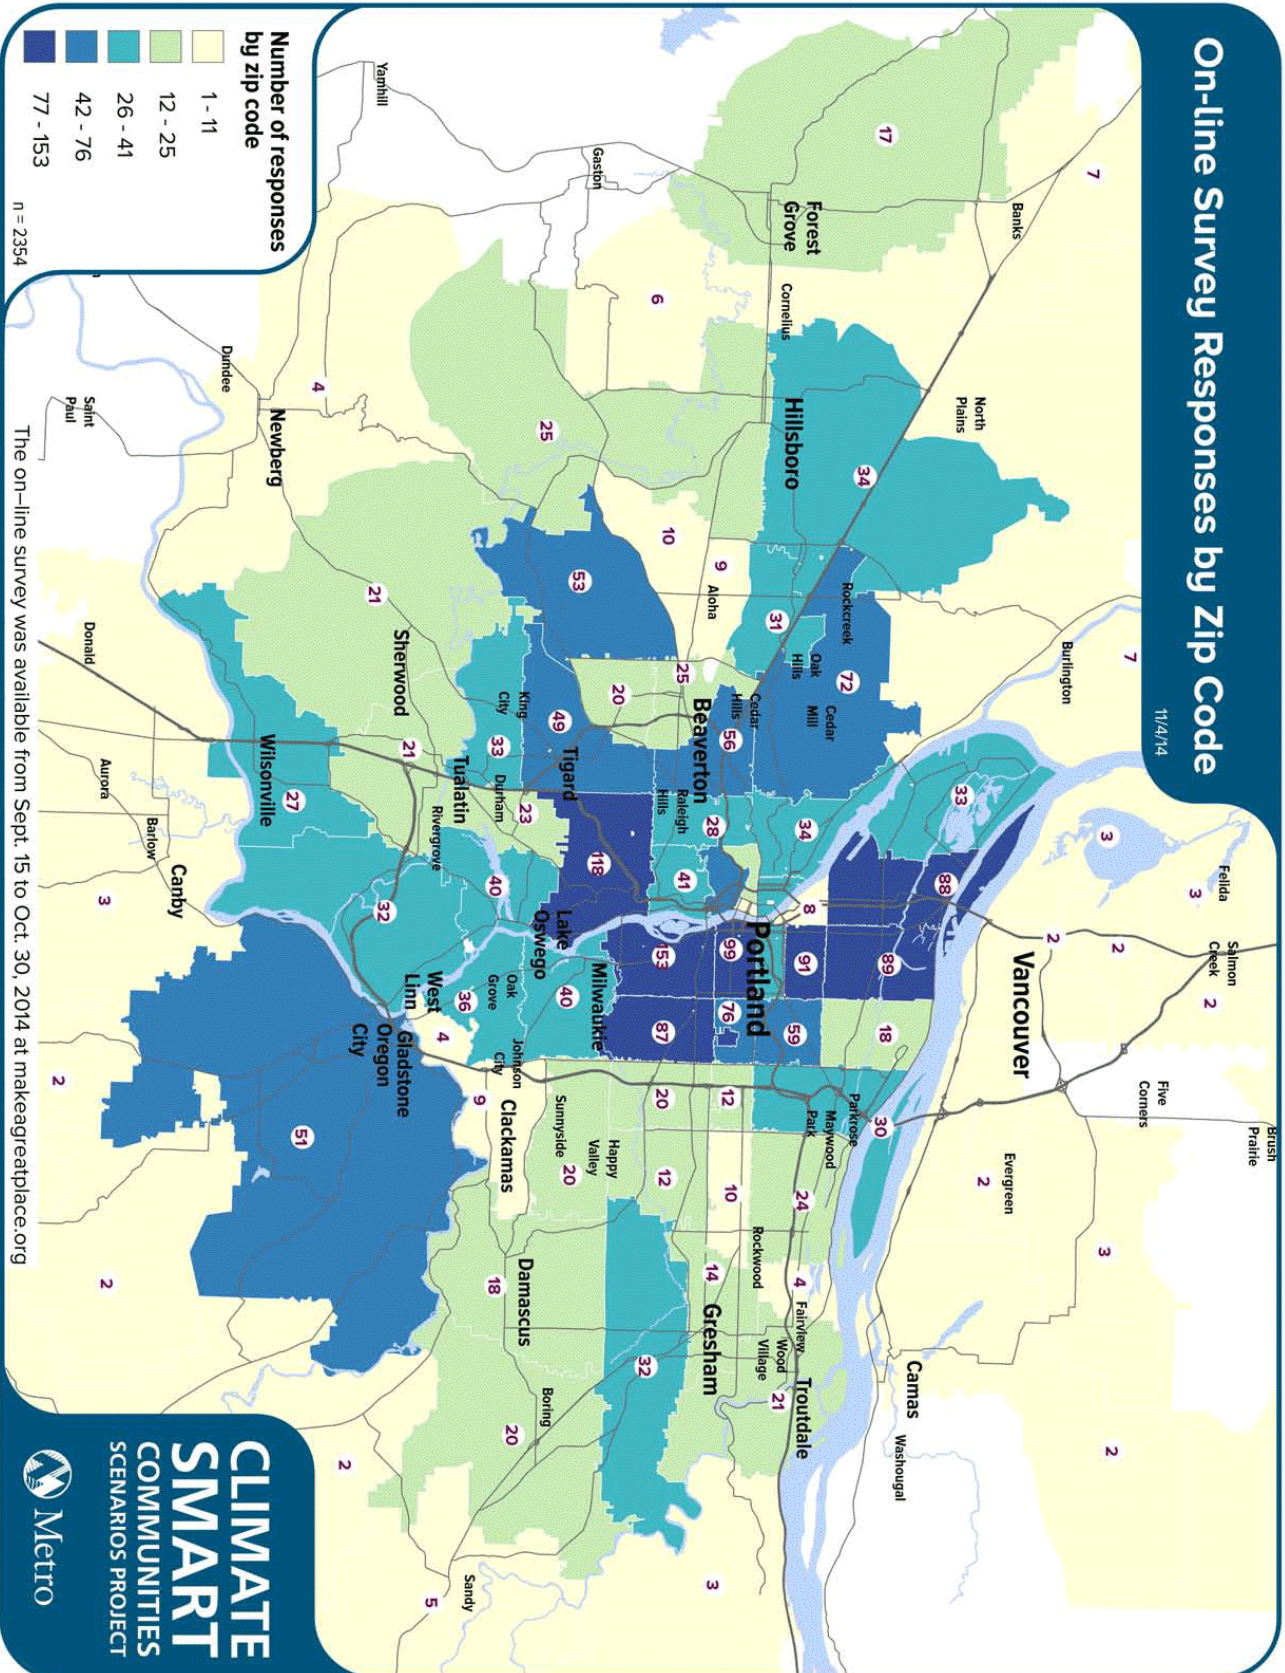 On-line Survey Responses by Zip Code
11/4/14
7
Banks
17
Forest
Grove
Cornelius
North
Plains
Hillsboro
34
Gaston
6
Yamhill
Burlington
7
Rockcreek
Oak
Hills
31
72
Cedar
Mill
Cedar
Hills
9
Aloha
10
25
53
25
20
Beaverton
56
Raleigh
Hills
28
34
33
3
Felida
3
Salmon
Creek
2
2
2
Vancouver
Five
Corners
Brush
Prairie
Evergreen
2
3
2
Camas
Washougal
88
89
18
8
91
59
Portland
99
76
41
153
87
118
Parkrose
Maywood
Park
30
24
12
10
20
12
Rockwood
4
Fairview
Wood
Village
Troutdale
21
14
Gresham
32
3
49
Tigard
King
City
33
Durham
23
Tualatin
Rivergrove
40
Lake
Oswego
Milwaukie
40
Oak
Grove
36
Johnson
City
Happy
Valley
Sunnyside
20
Clackamas
9
4
Gladstone
West
Linn
Oregon
City
32
Damascus
18
Boring
20
Sandy
5
2
21
Sherwood
21
Wilsonville
27
4
Newberg
Dundee
Saint
Paul
Donald
Aurora
Barlow
Canby
3
51
2
2
Number of responses
by zip code
1 - 11
12 - 25
26 - 41
42 - 76
77 - 153
n = 2354
The on-line survey was available from Sept. 15 to Oct. 30, 2014 at makeagreatplace.org
CLIMATE
SMART
COMMUNITIES
SCENARIOS PROJECT
Metro